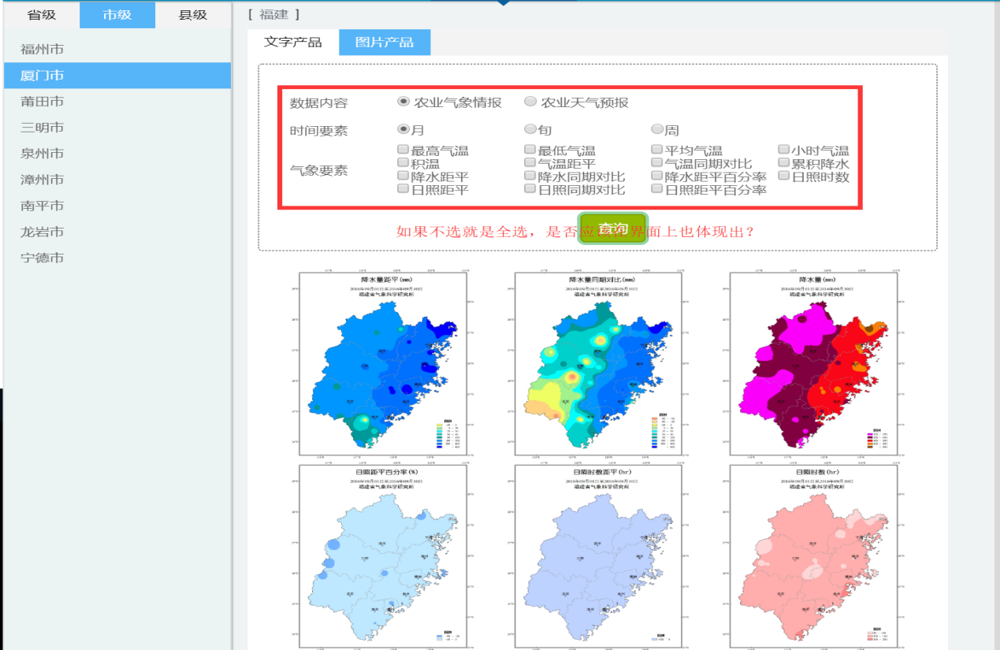 省级 市级 县级
[ 福建 ]
文字产品 图片产品
福州市
厦门市
莆田市
三明市
泉州市
漳州市
南平市
龙岩市
宁德市
数据内容 农业气象情报 农业天气预报
时间要素 月 旬 周
气象要素
最高气温 最低气温 平均气温 小时气温
积温 气温距平 气温同期对比 累积降水
降水距平 降水同期对比 降水距平百分率 日照时数
日照距平 日照同期对比 日照距平百分率
查询
如果不选就是全选，是否应该在界面上也体现出？
降水量距平(mm) 降水量同期对比(mm) 降水量(mm)
2016年09月01日至2016年09月30日 2016年09月01日至2016年09月30日 2016年09月01日至2016年09月30日
福建省气象科学研究所 福建省气象科学研究所 福建省气象科学研究所
图例 图例 图例
日照距平百分率(%) 日照时数距平(hr) 日照时数(hr)
2016年09月01日至2016年09月30日 2016年09月01日至2016年09月30日 2016年09月01日至2016年09月30日
福建省气象科学研究所 福建省气象科学研究所 福建省气象科学研究所
图例 图例 图例